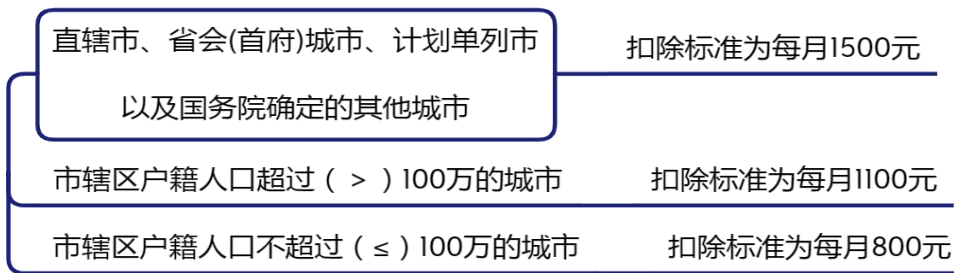 直辖市、省会(首府)城市、计划单列市
以及国务院确定的其他城市
扣除标准为每月1500元
市辖区户籍人口超过（ > ）100万的城市 扣除标准为每月1100元
市辖区户籍人口不超过（ ≤ ）100万的城市 扣除标准为每月800元